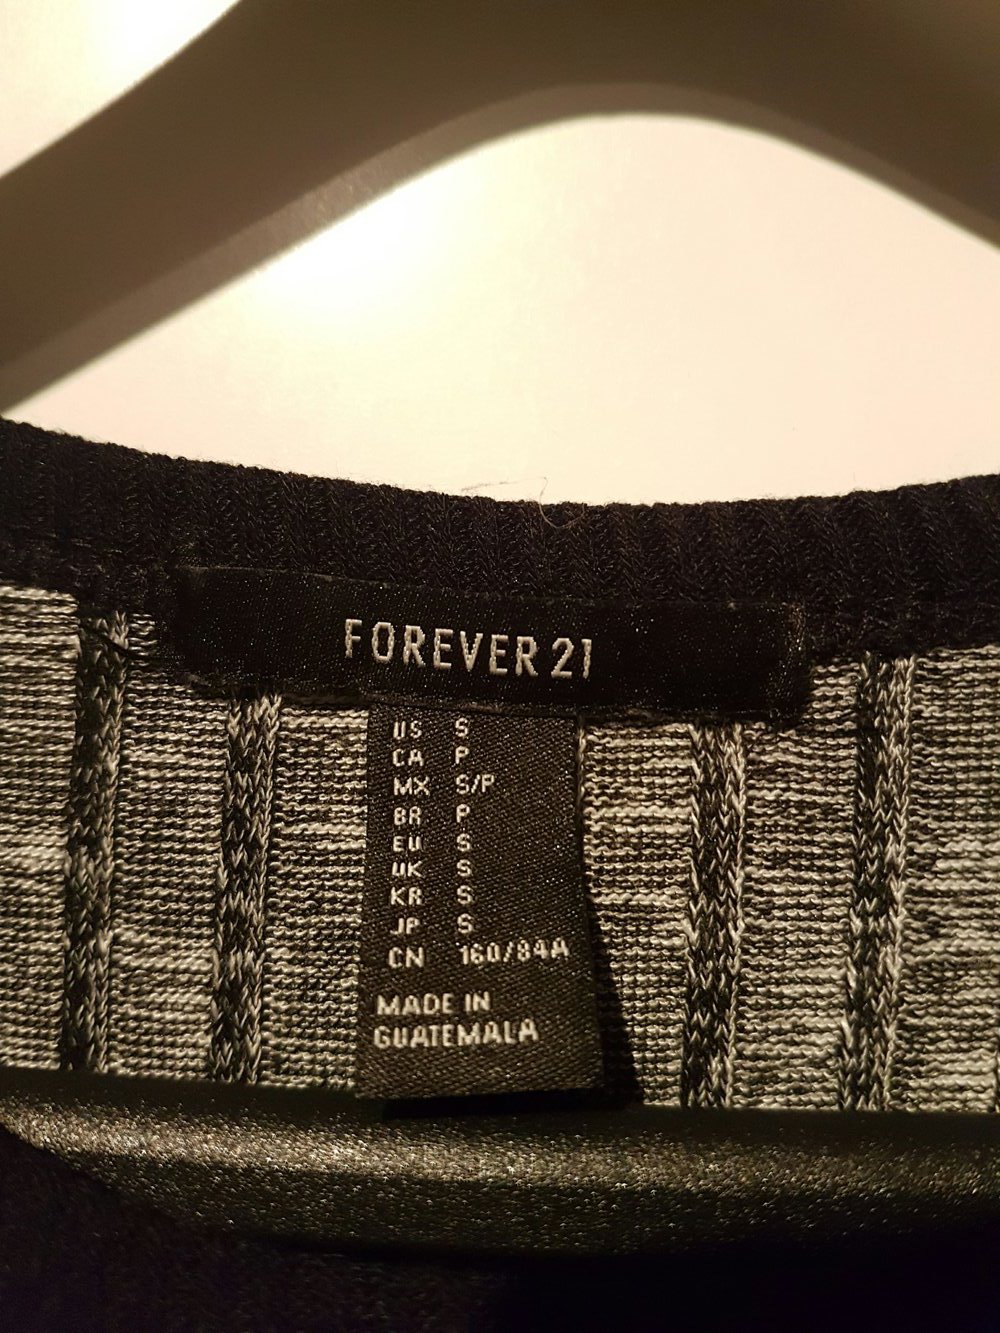 FOREVER 21
US S
CA P
MX S/P
BR P
EU S
UK S
KR S
JP S
CN 160/84A
MADE IN
GUATEMALA